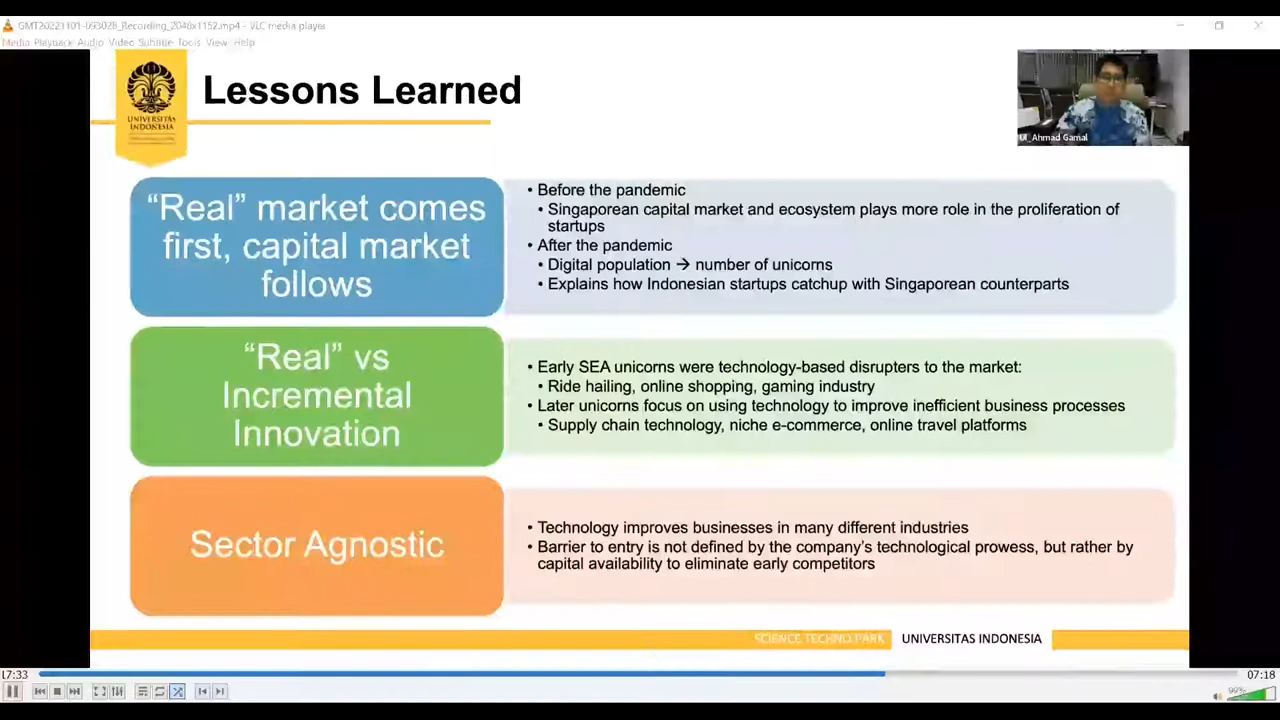 GMT20221101-093028_Recording_2048x1152.mp4 - VLC media player
Media Playback Audio Video Subtitle Tools View Help
UNIVERSITAS
INDONESIA
Lessons Learned
UI_Ahmad Gamal
“Real” market comes
first, capital market
follows
• Before the pandemic
• Singaporean capital market and ecosystem plays more role in the proliferation of
startups
• After the pandemic
• Digital population → number of unicorns
• Explains how Indonesian startups catchup with Singaporean counterparts
“Real” vs
Incremental
Innovation
• Early SEA unicorns were technology-based disrupters to the market:
• Ride hailing, online shopping, gaming industry
• Later unicorns focus on using technology to improve inefficient business processes
• Supply chain technology, niche e-commerce, online travel platforms
Sector Agnostic
• Technology improves businesses in many different industries
• Barrier to entry is not defined by the company’s technological prowess, but rather by
capital availability to eliminate early competitors
SCIENCE TECHNO PARK
UNIVERSITAS INDONESIA
17:33
07:18
99%